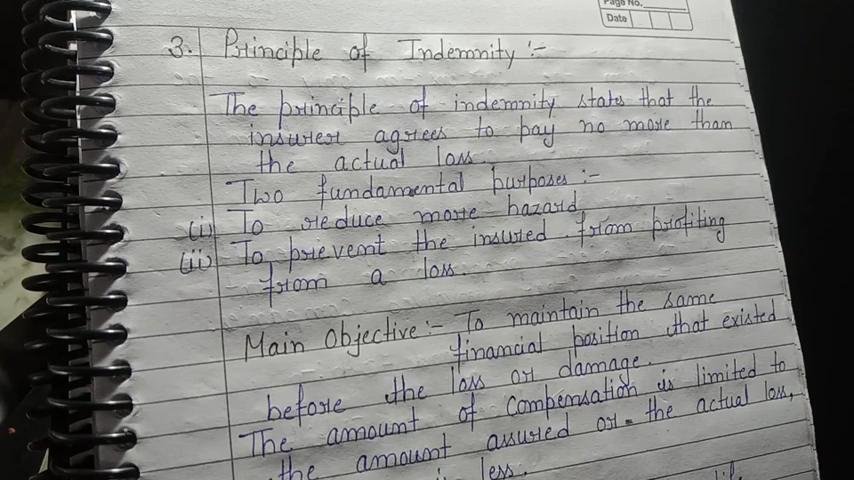 Page No.
Date
3. Principle of Indemnity :-
The principle of indemnity states that the
insurer agrees to pay no more than
the actual loss.
Two fundamental purposes :-
(i) To reduce more hazard
(ii) To prevent the insured from profiting
from a loss.
Main Objective :- To maintain the same
financial position that existed
before the loss or damage.
The amount of compensation is limited to
the amount assured or the actual loss,
is less.